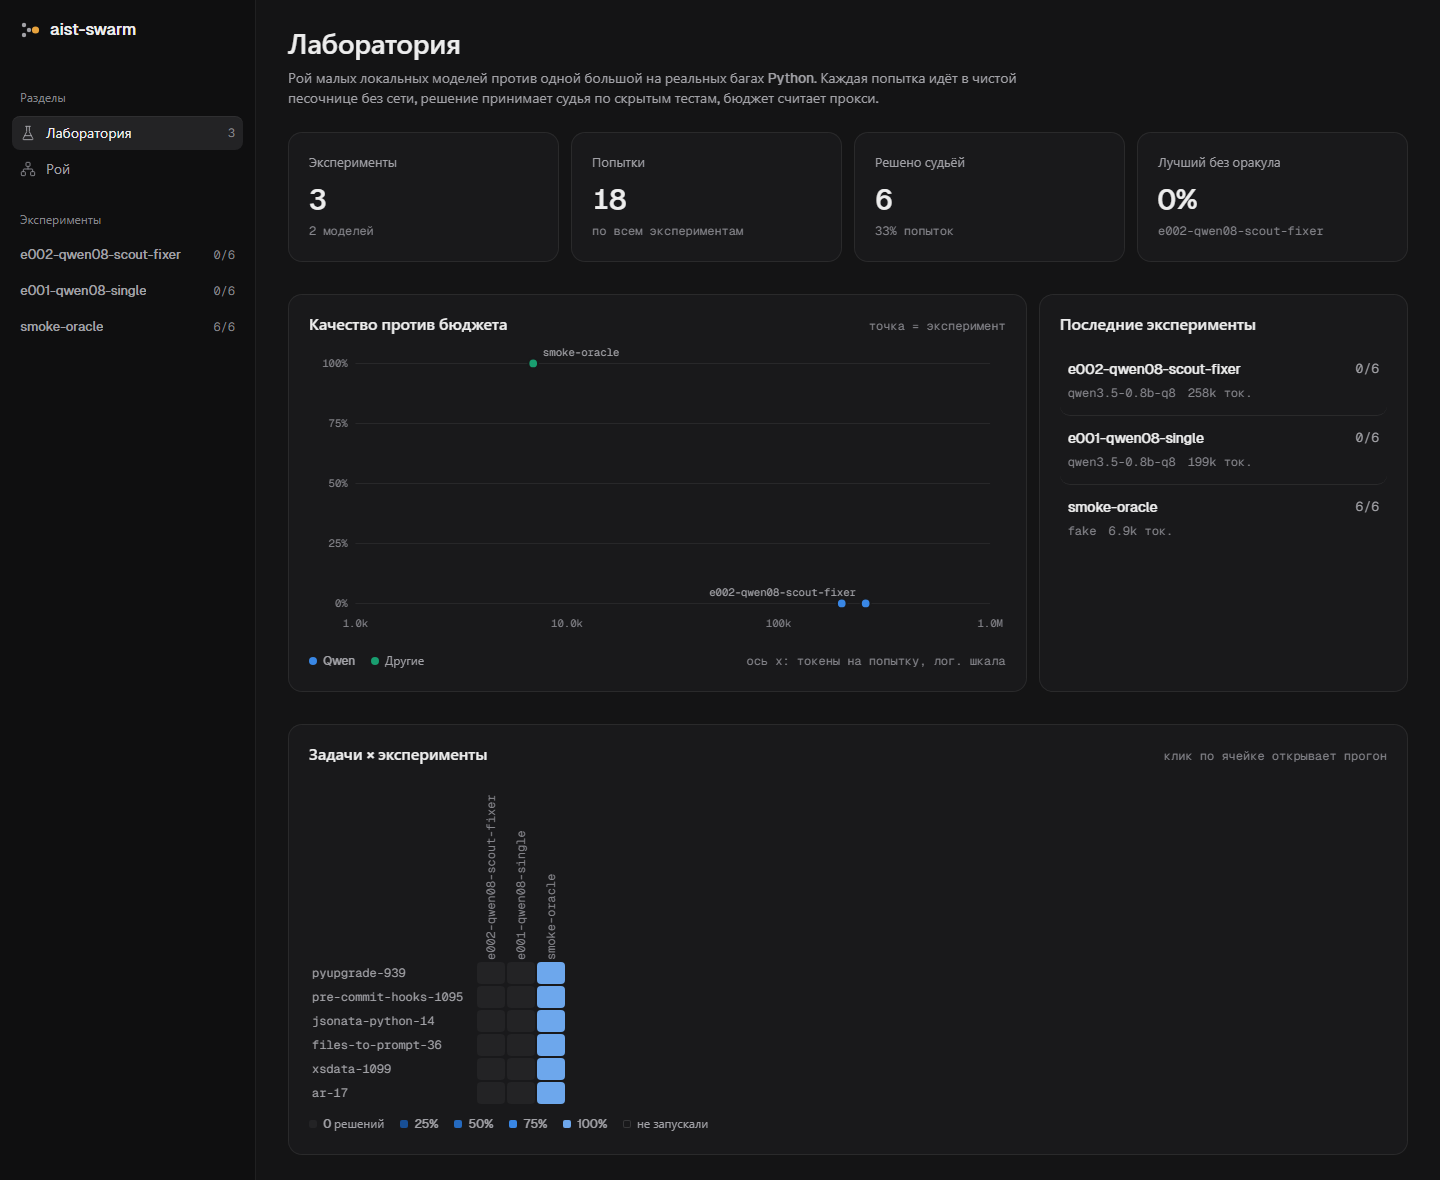 aist-swarm
Разделы
Лаборатория 3
Рой
Эксперименты
e002-qwen08-scout-fixer 0/6
e001-qwen08-single 0/6
smoke-oracle 6/6
Лаборатория
Рой малых локальных моделей против одной большой на реальных багах Python. Каждая попытка идёт в чистой
песочнице без сети, решение принимает судья по скрытым тестам, бюджет считает прокси.
Эксперименты
3
2 моделей
Попытки
18
по всем экспериментам
Решено судьёй
6
33% попыток
Лучший без оракула
0%
e002-qwen08-scout-fixer
Качество против бюджета
точка = эксперимент
smoke-oracle
100%
75%
50%
25%
e002-qwen08-scout-fixer
0%
1.0k 10.0k 100k 1.0M
Qwen Другие
ось x: токены на попытку, лог. шкала
Последние эксперименты
e002-qwen08-scout-fixer 0/6
qwen3.5-0.8b-q8 258k ток.
e001-qwen08-single 0/6
qwen3.5-0.8b-q8 199k ток.
smoke-oracle 6/6
fake 6.9k ток.
Задачи × эксперименты
клик по ячейке открывает прогон
e002-qwen08-scout-fixer
e001-qwen08-single
smoke-oracle
pyupgrade-939
pre-commit-hooks-1095
jsonata-python-14
files-to-prompt-36
xsdata-1099
ar-17
0 решений 25% 50% 75% 100% не запускали